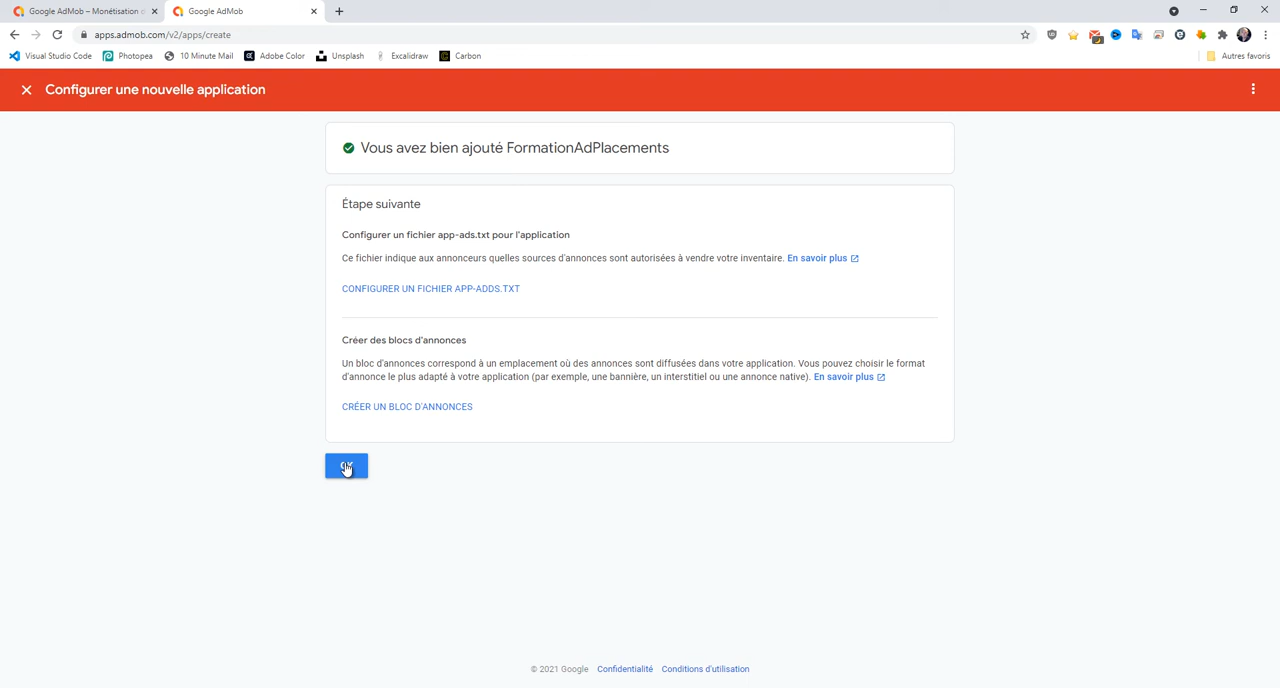 Google AdMob – Monétisation d
Google AdMob
apps.admob.com/v2/apps/create
Visual Studio Code
Photopea
10 Minute Mail
Adobe Color
Unsplash
Excalidraw
Carbon
Autres favoris
Configurer une nouvelle application
Vous avez bien ajouté FormationAdPlacements
Étape suivante
Configurer un fichier app-ads.txt pour l'application
Ce fichier indique aux annonceurs quelles sources d'annonces sont autorisées à vendre votre inventaire. En savoir plus
CONFIGURER UN FICHIER APP-ADDS.TXT
Créer des blocs d'annonces
Un bloc d'annonces correspond à un emplacement où des annonces sont diffusées dans votre application. Vous pouvez choisir le format
d'annonce le plus adapté à votre application (par exemple, une bannière, un interstitiel ou une annonce native). En savoir plus
CRÉER UN BLOC D'ANNONCES
© 2021 Google Confidentialité Conditions d'utilisation